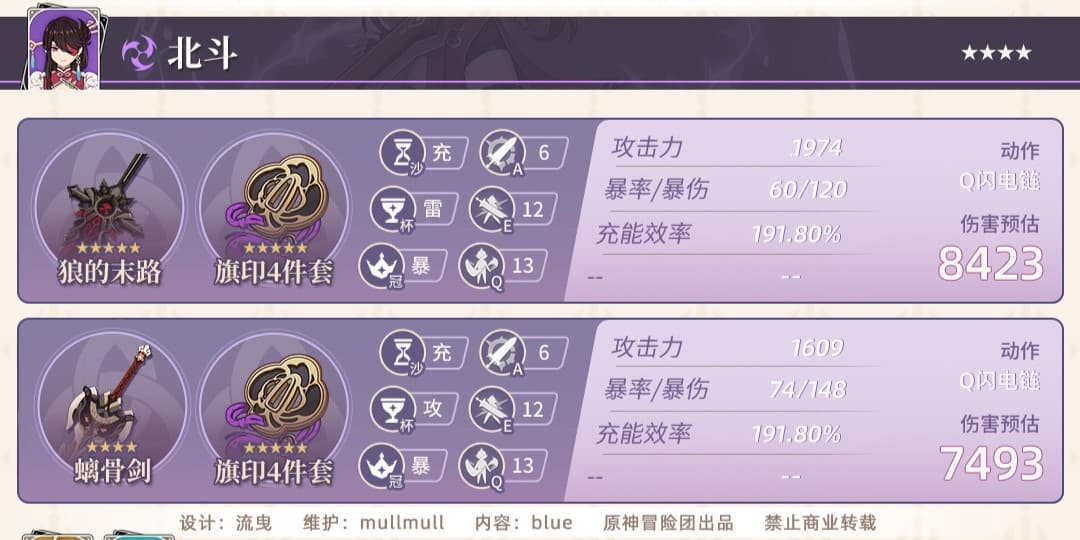 北斗
★★★★
狼的末路
旗印4件套
沙 充
A 6
杯 雷
E 12
冠 暴
Q 13
攻击力 1974
暴率/暴伤 60/120
充能效率 191.80%
-- --
动作
Q闪电链
伤害预估
8423
螭骨剑
旗印4件套
沙 充
A 6
杯 攻
E 12
冠 暴
Q 13
攻击力 1609
暴率/暴伤 74/148
充能效率 191.80%
-- --
动作
Q闪电链
伤害预估
7493
设计：流曳 维护：mullmull 内容：blue 原神冒险团出品 禁止商业转载